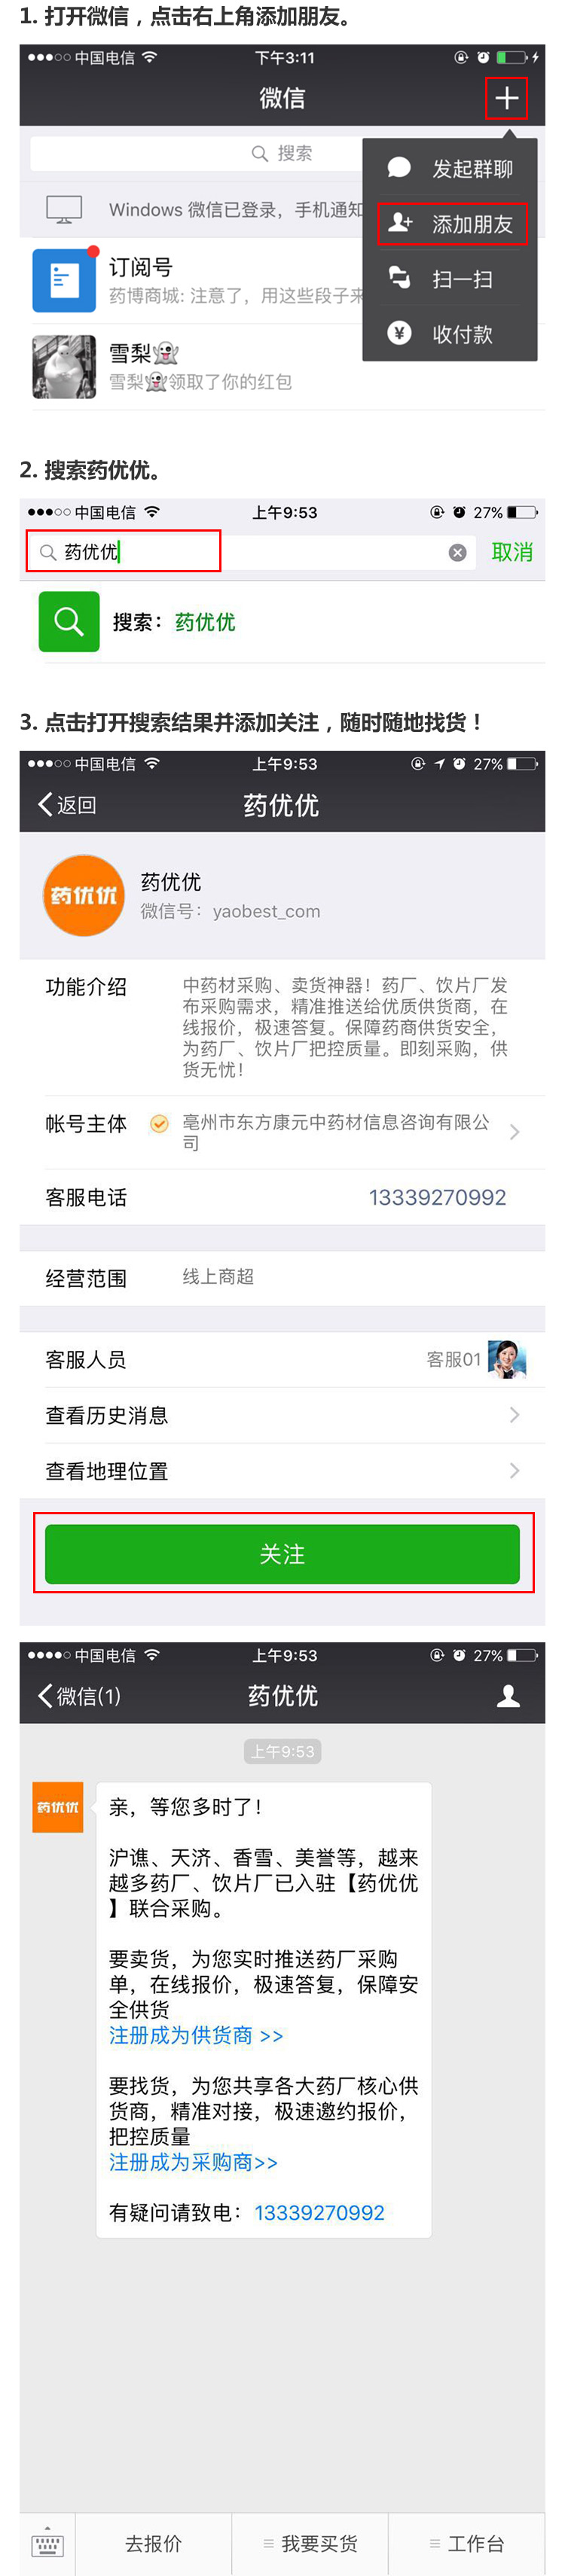 1. 打开微信，点击右上角添加朋友。
中国电信 下午3:11
微信
搜索
发起群聊
Windows 微信已登录，手机通知
添加朋友
订阅号
药博商城: 注意了，用这些段子来
扫一扫
收付款
雪梨👻
雪梨👻领取了你的红包
2. 搜索药优优。
中国电信 上午9:53 27%
药优优 取消
搜索：药优优
3. 点击打开搜索结果并添加关注，随时随地找货！
中国电信 上午9:53 27%
返回 药优优
药优优
药优优
微信号：yaobest_com
功能介绍 中药材采购、卖货神器！药厂、饮片厂发
布采购需求，精准推送给优质供货商，在
线报价，极速答复。保障药商供货安全，
为药厂、饮片厂把控质量。即刻采购，供
货无忧！
帐号主体 亳州市东方康元中药材信息咨询有限公
司
客服电话 13339270992
经营范围 线上商超
客服人员 客服01
查看历史消息
查看地理位置
关注
中国电信 上午9:53 27%
微信(1) 药优优
上午9:53
药优优
亲，等您多时了！
沪谯、天济、香雪、美誉等，越来
越多药厂、饮片厂已入驻【药优优
】联合采购。
要卖货，为您实时推送药厂采购
单，在线报价，极速答复，保障安
全供货
注册成为供货商 >>
要找货，为您共享各大药厂核心供
货商，精准对接，极速邀约报价，
把控质量
注册成为采购商>>
有疑问请致电：13339270992
去报价 我要买货 工作台